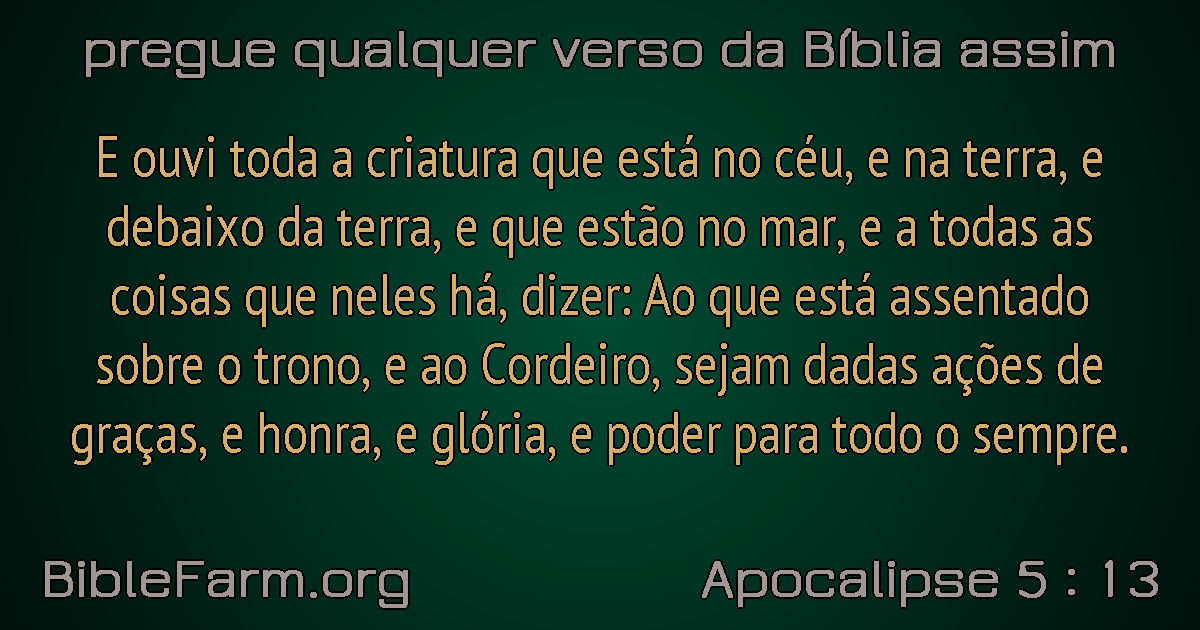 pregue qualquer verso da Bíblia assim
E ouvi toda a criatura que está no céu, e na terra, e
debaixo da terra, e que estão no mar, e a todas as
coisas que neles há, dizer: Ao que está assentado
sobre o trono, e ao Cordeiro, sejam dadas ações de
graças, e honra, e glória, e poder para todo o sempre.
BibleFarm.org
Apocalipse 5 : 13